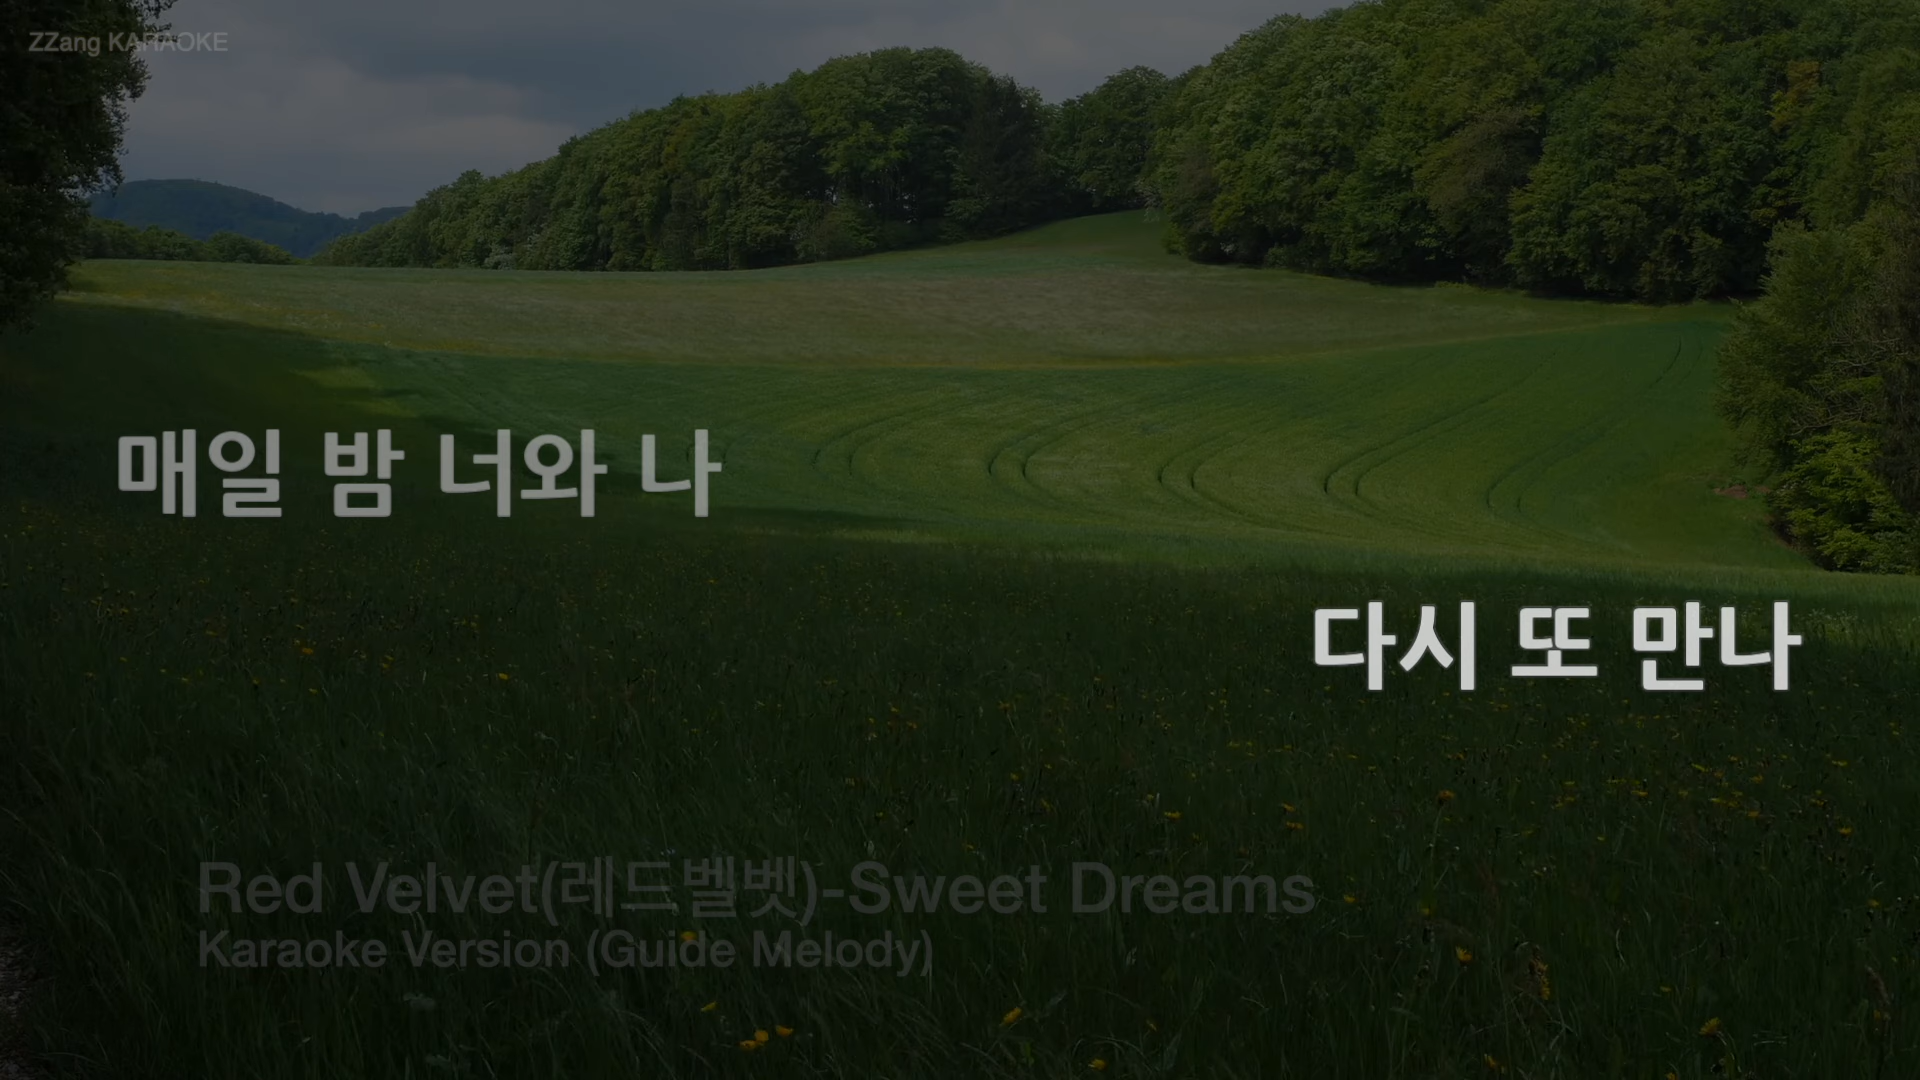 ZZang KARAOKE
매일 밤 너와 나
다시 또 만나
Red Velvet(레드벨벳)-Sweet Dreams
Karaoke Version (Guide Melody)